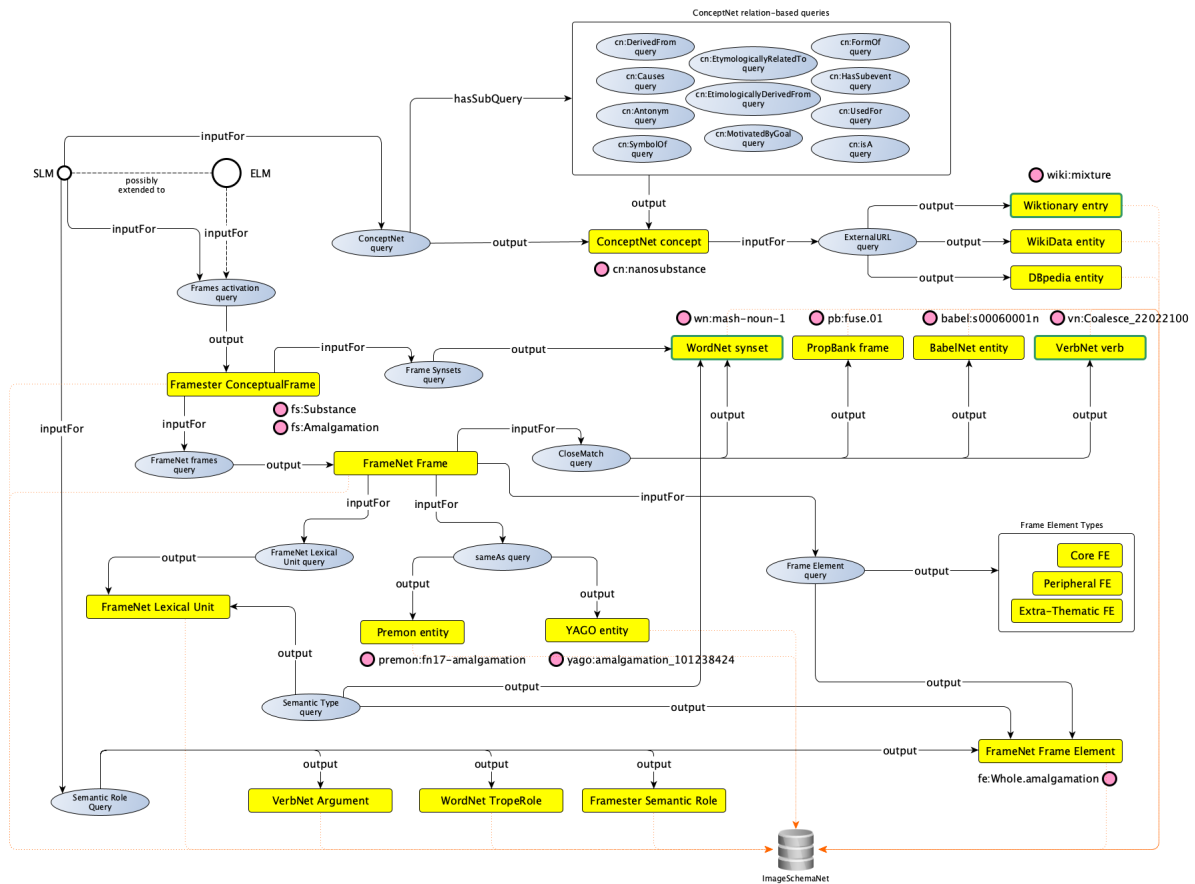 ConceptNet relation-based queries
cn:DerivedFrom
query
cn:EtymologicallyRelatedTo
query
cn:FormOf
query
cn:Causes
query
cn:EtimologicallyDerivedFrom
query
cn:HasSubevent
query
cn:Antonym
query
cn:MotivatedByGoal
query
cn:UsedFor
query
cn:SymbolOf
query
cn:isA
query
hasSubQuery
inputFor
SLM
possibly
extended to
ELM
output
wiki:mixture
Wiktionary entry
output
inputFor
inputFor
ConceptNet
query
output
ConceptNet concept
inputFor
ExternalURL
query
output
WikiData entity
cn:nanosubstance
output
DBpedia entity
Frames activation
query
output
inputFor
Frame Synsets
query
output
wn:mash-noun-1
pb:fuse.01
babel:s00060001n
vn:Coalesce_22022100
WordNet synset
PropBank frame
BabelNet entity
VerbNet verb
Framester ConceptualFrame
fs:Substance
fs:Amalgamation
inputFor
inputFor
inputFor
output
output
output
output
FrameNet frames
query
output
FrameNet Frame
CloseMatch
query
inputFor
inputFor
inputFor
Frame Element Types
Core FE
Peripheral FE
Extra-Thematic FE
FrameNet Lexical
Unit query
sameAs query
Frame Element
query
output
output
output
output
FrameNet Lexical Unit
Premon entity
YAGO entity
premon:fn17-amalgamation
yago:amalgamation_101238424
output
output
output
Semantic Type
query
output
output
FrameNet Frame Element
fe:Whole.amalgamation
output
output
output
Semantic Role
Query
VerbNet Argument
WordNet TropeRole
Framester Semantic Role
ImageSchemaNet